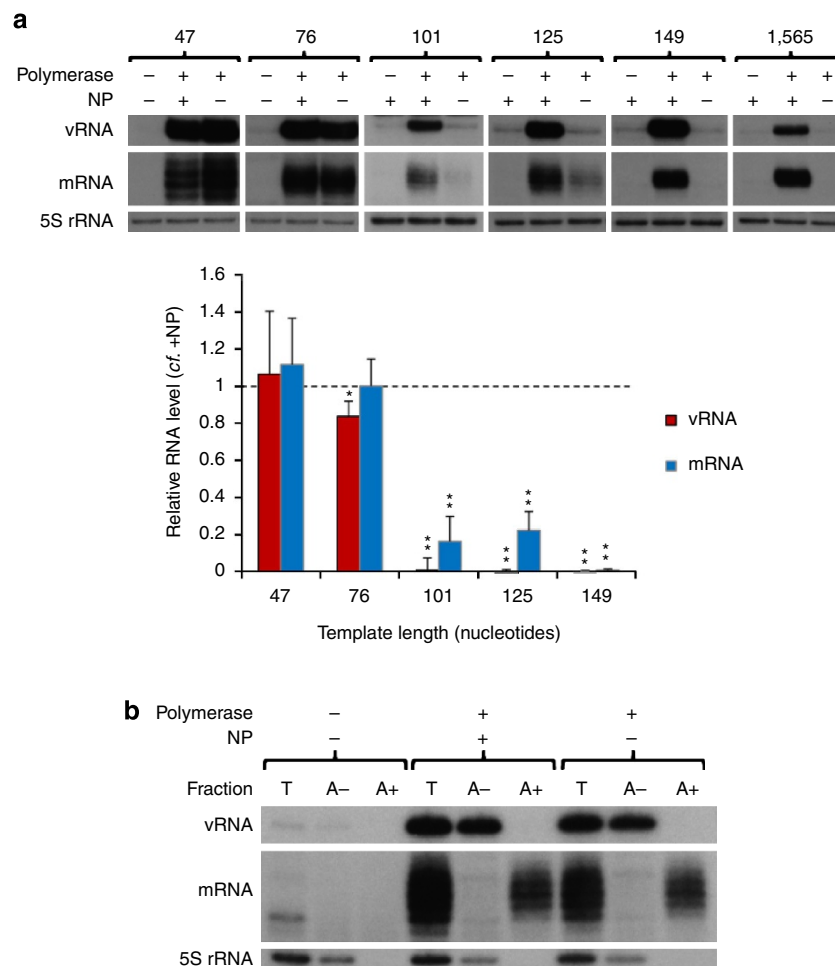 a
47 76 101 125 149 1,565
Polymerase – + + – + + – + + – + + – + + – + +
NP – + – – + – + + – + + – + + – + + –
vRNA
mRNA
5S rRNA
1.6
1.4
1.2
1
0.8
0.6
0.4
0.2
0
Relative RNA level (cf. +NP)
* ** ** ** ** ** **
vRNA
mRNA
47 76 101 125 149
Template length (nucleotides)
b
Polymerase – + +
NP – + –
Fraction T A– A+ T A– A+ T A– A+
vRNA
mRNA
5S rRNA